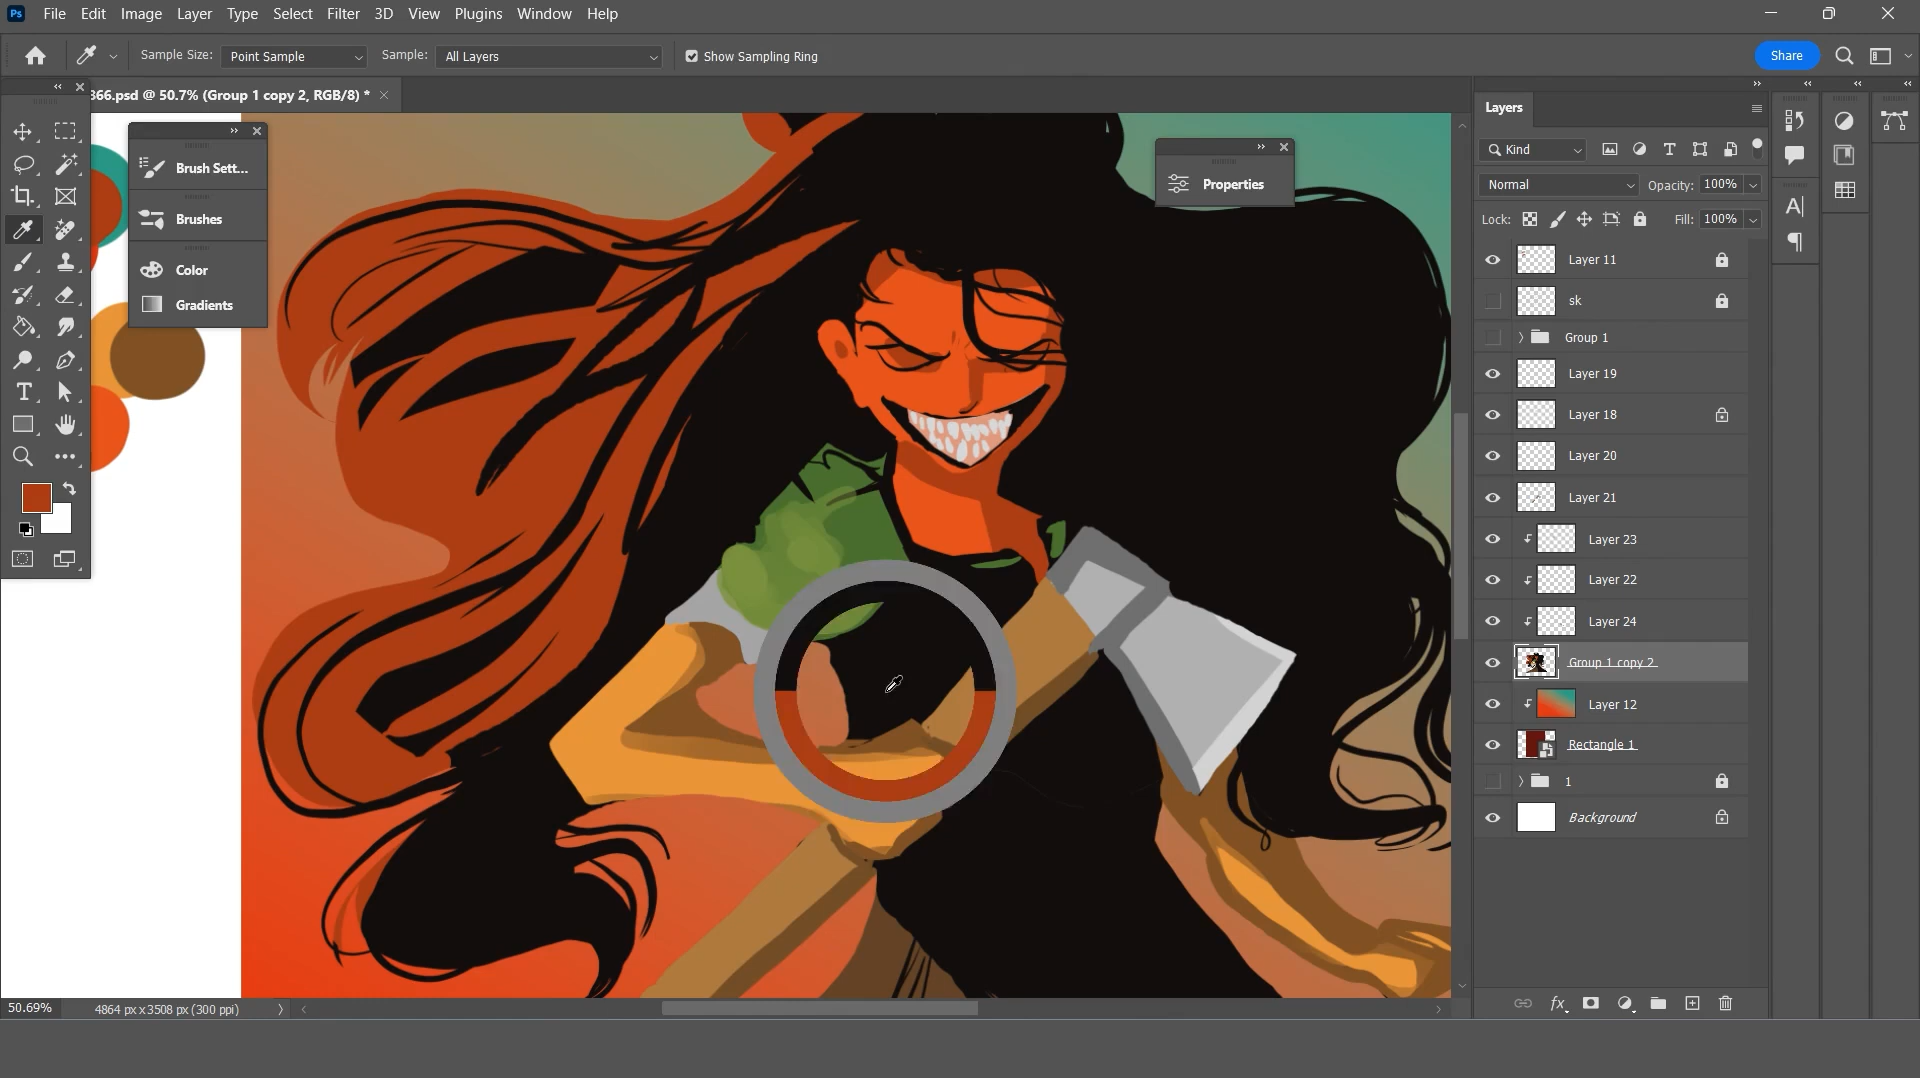 Ps File Edit Image Layer Type Select Filter 3D View Plugins Window Help
Sample Size: Point Sample Sample: All Layers Show Sampling Ring Share
366.psd @ 50.7% (Group 1 copy 2, RGB/8) *
Brush Sett...
Brushes
Color
Gradients
Properties
Layers
Kind
Normal Opacity: 100%
Lock: Fill: 100%
Layer 11
sk
Group 1
Layer 19
Layer 18
Layer 20
Layer 21
Layer 23
Layer 22
Layer 24
Group 1 copy 2
Layer 12
Rectangle 1
1
Background
50.69% 4864 px x 3508 px (300 ppi)